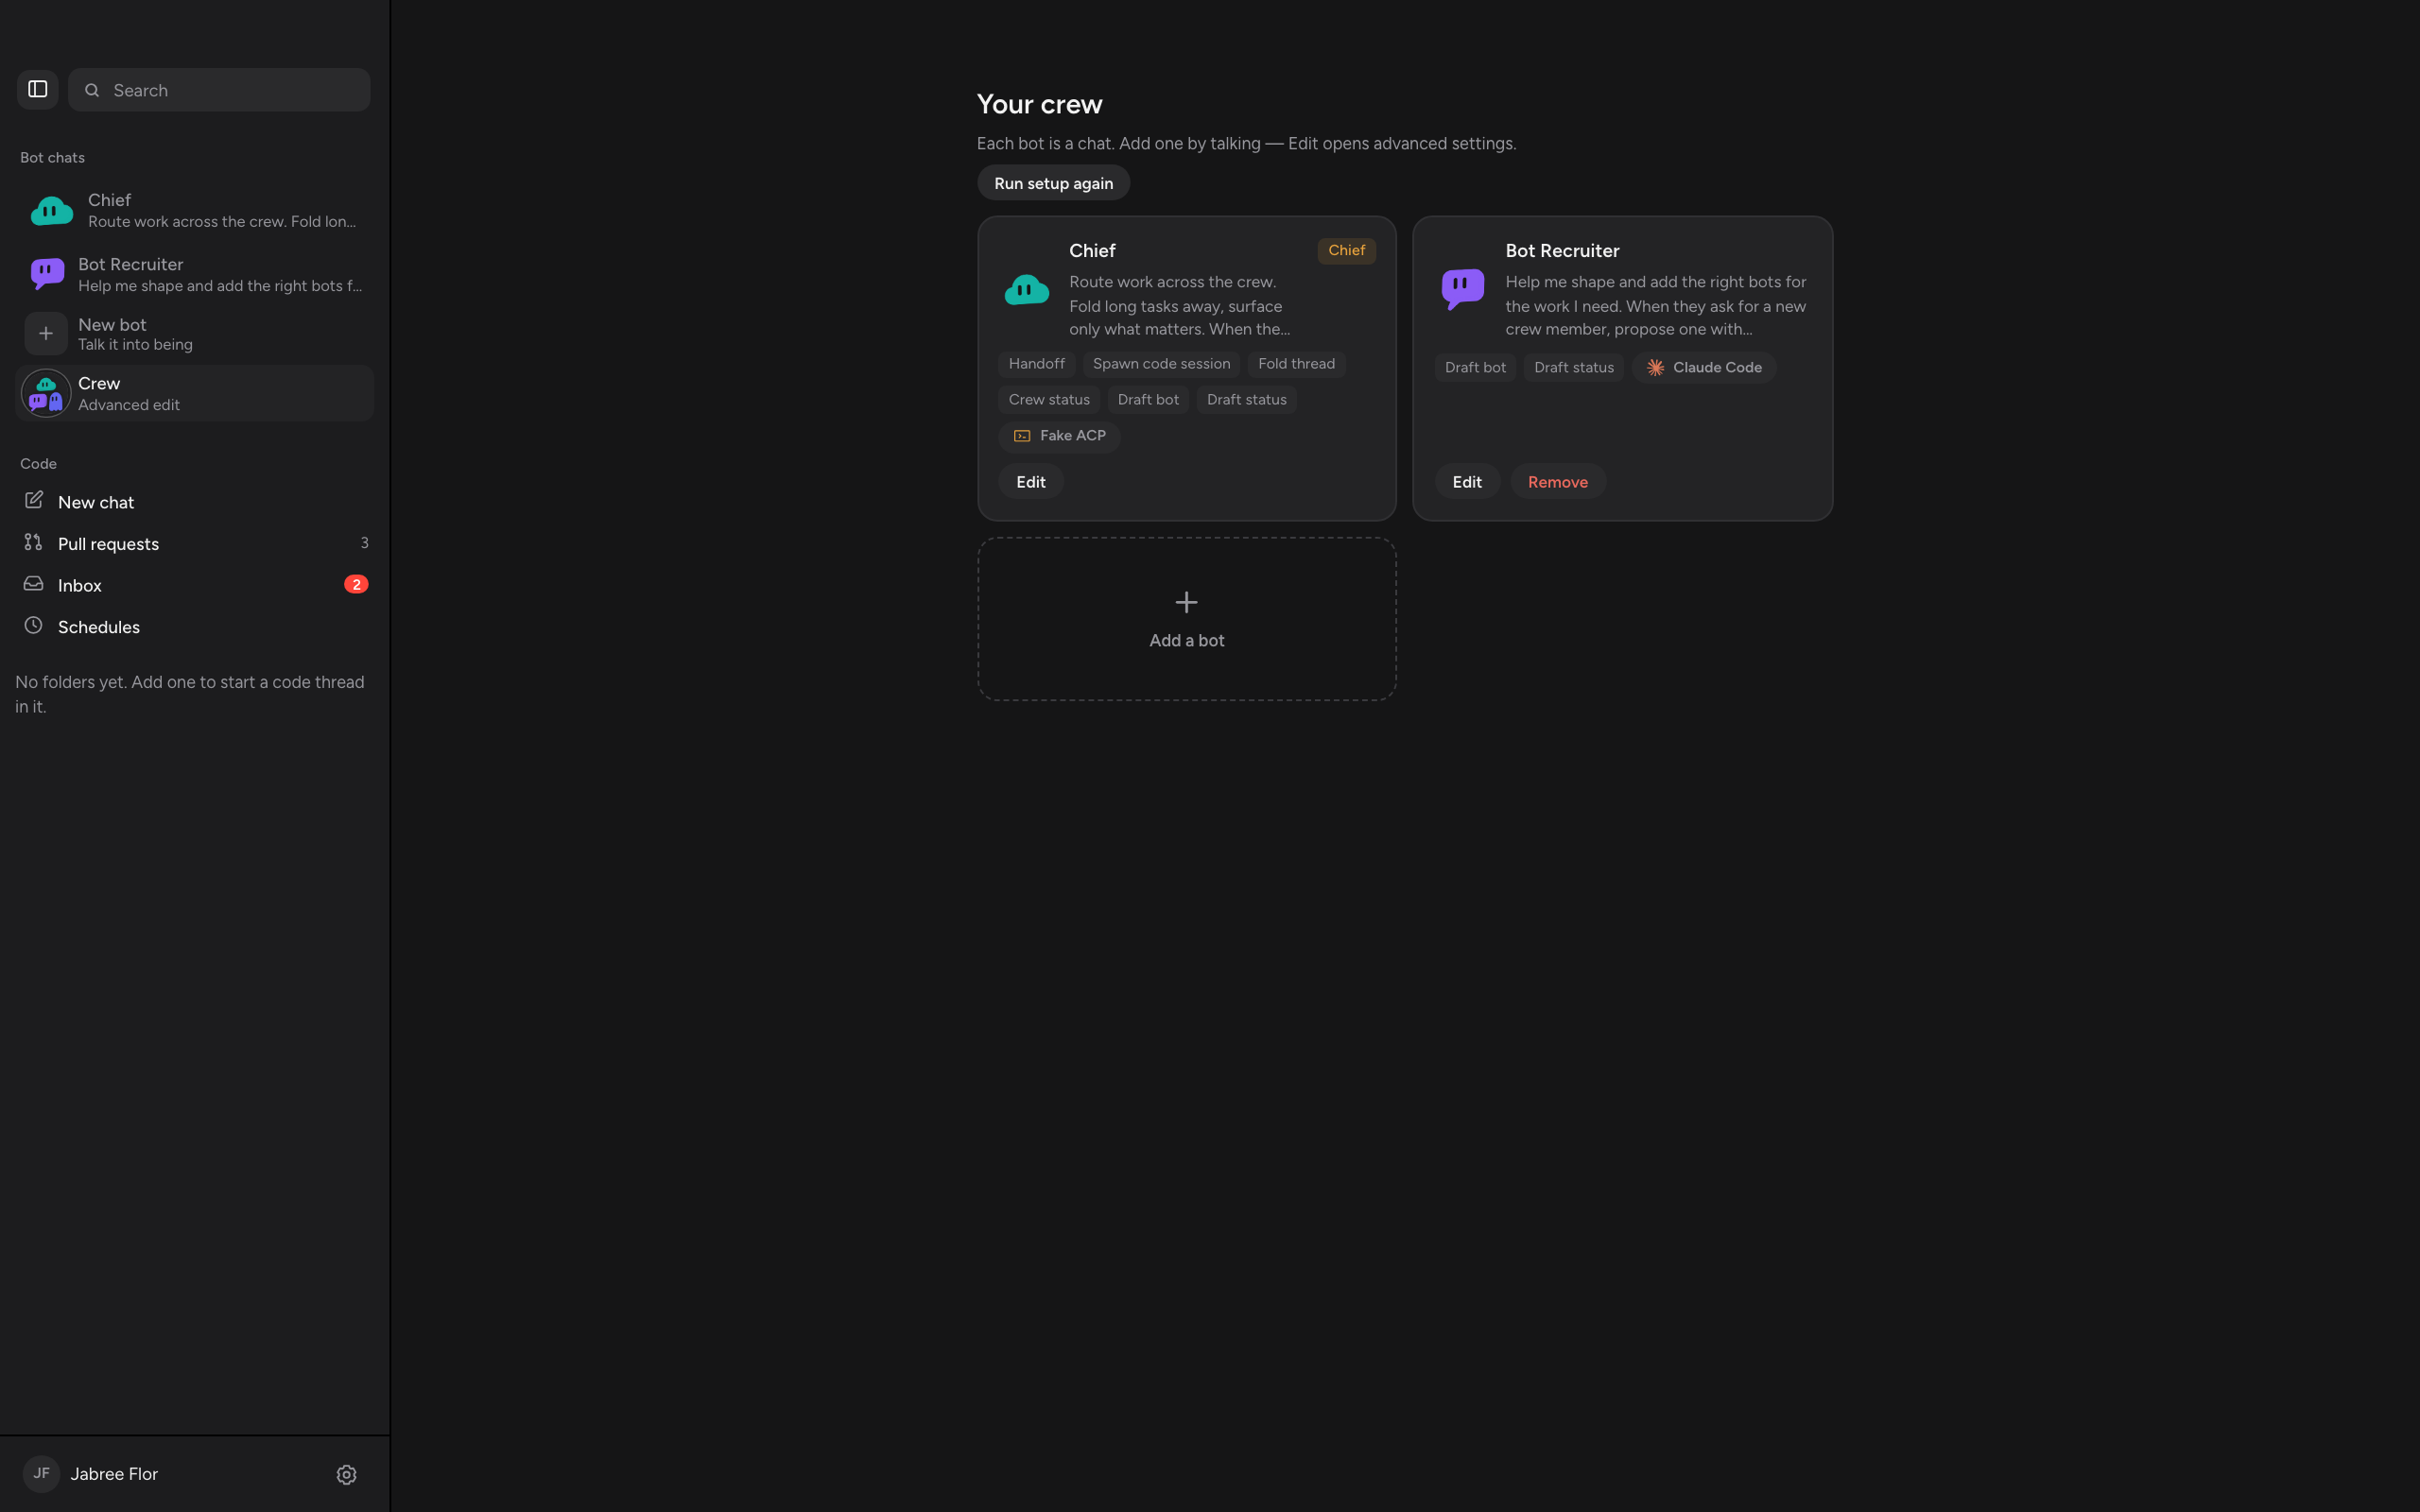 Search
Bot chats
Chief
Route work across the crew. Fold lon...
Bot Recruiter
Help me shape and add the right bots f...
New bot
Talk it into being
Crew
Advanced edit
Code
New chat
Pull requests 3
Inbox 2
Schedules
No folders yet. Add one to start a code thread
in it.
JF Jabree Flor
Your crew
Each bot is a chat. Add one by talking — Edit opens advanced settings.
Run setup again
Chief Chief
Route work across the crew.
Fold long tasks away, surface
only what matters. When the...
Handoff Spawn code session Fold thread
Crew status Draft bot Draft status
Fake ACP
Edit
Bot Recruiter
Help me shape and add the right bots for
the work I need. When they ask for a new
crew member, propose one with...
Draft bot Draft status Claude Code
Edit Remove
Add a bot